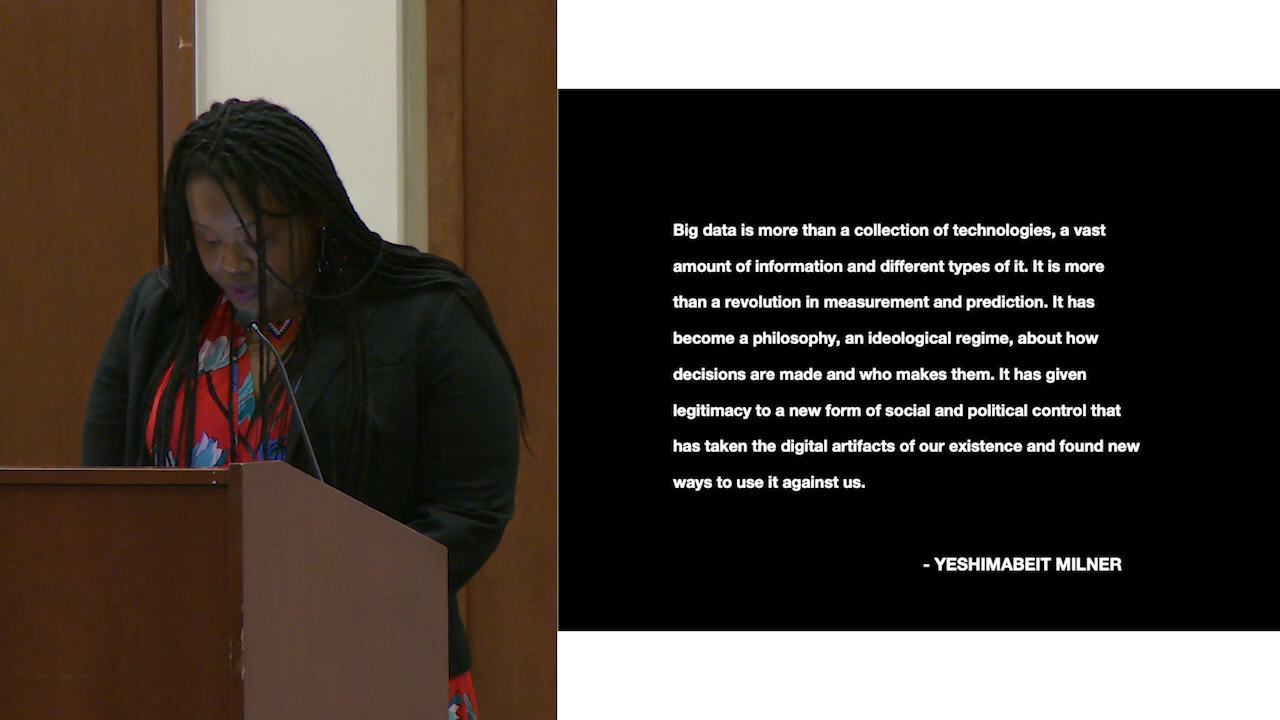 Big data is more than a collection of technologies, a vast
amount of information and different types of it. It is more
than a revolution in measurement and prediction. It has
become a philosophy, an ideological regime, about how
decisions are made and who makes them. It has given
legitimacy to a new form of social and political control that
has taken the digital artifacts of our existence and found new
ways to use it against us.
- YESHIMABEIT MILNER